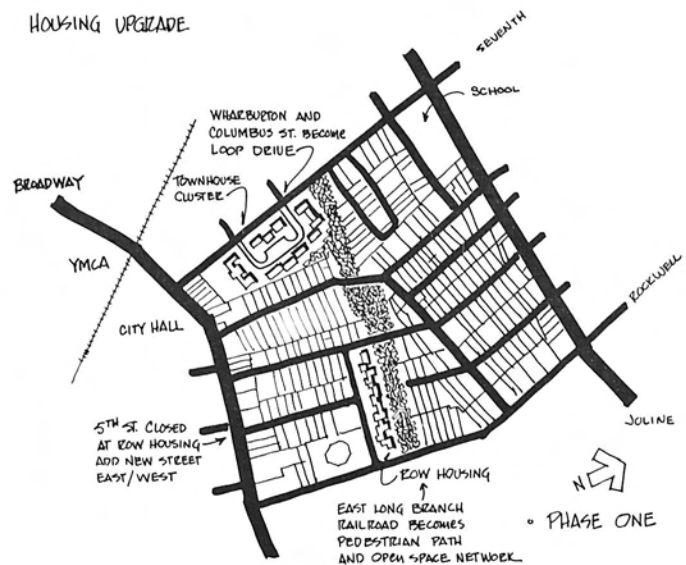 HOUSING UPGRADE
SEVENTH
SCHOOL
WHARBURTON AND
COLUMBUS ST. BECOME
LOOP DRIVE
TOWNHOUSE
CLUSTER
BROADWAY
YMCA
CITY HALL
ROCKWELL
JOLINE
5TH ST. CLOSED
AT ROW HOUSING
ADD NEW STREET
EAST/WEST
ROW HOUSING
EAST LONG BRANCH
RAILROAD BECOMES
PEDESTRIAN PATH
AND OPEN SPACE NETWORK
N
• PHASE ONE